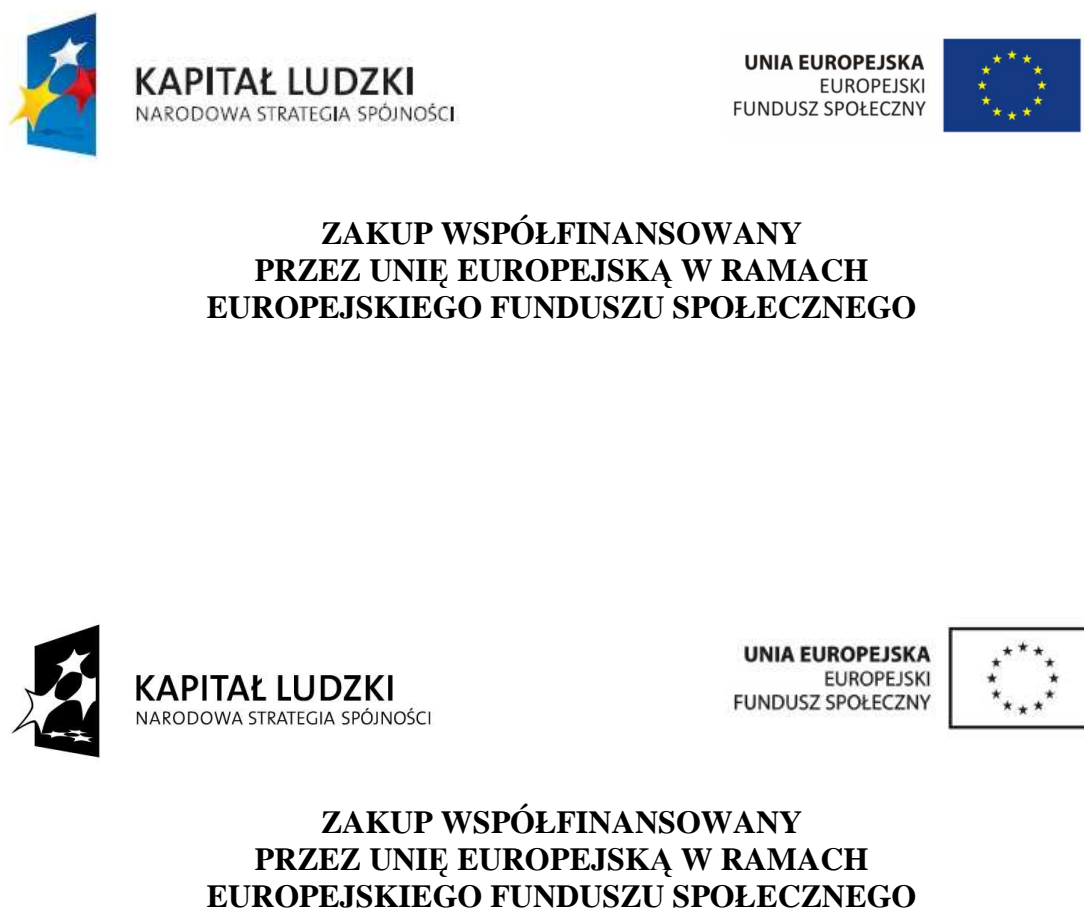 KAPITAŁ LUDZKI
NARODOWA STRATEGIA SPÓJNOŚCI
UNIA EUROPEJSKA
EUROPEJSKI
FUNDUSZ SPOŁECZNY
ZAKUP WSPÓŁFINANSOWANY
PRZEZ UNIĘ EUROPEJSKĄ W RAMACH
EUROPEJSKIEGO FUNDUSZU SPOŁECZNEGO
KAPITAŁ LUDZKI
NARODOWA STRATEGIA SPÓJNOŚCI
UNIA EUROPEJSKA
EUROPEJSKI
FUNDUSZ SPOŁECZNY
ZAKUP WSPÓŁFINANSOWANY
PRZEZ UNIĘ EUROPEJSKĄ W RAMACH
EUROPEJSKIEGO FUNDUSZU SPOŁECZNEGO